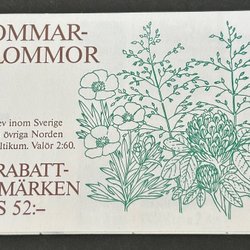 OMMAR-
LOMMOR
ev inom Sverige
övriga Norden
ltikum. Valör 2:60.
RABATT-
MÄRKEN
S 52:–